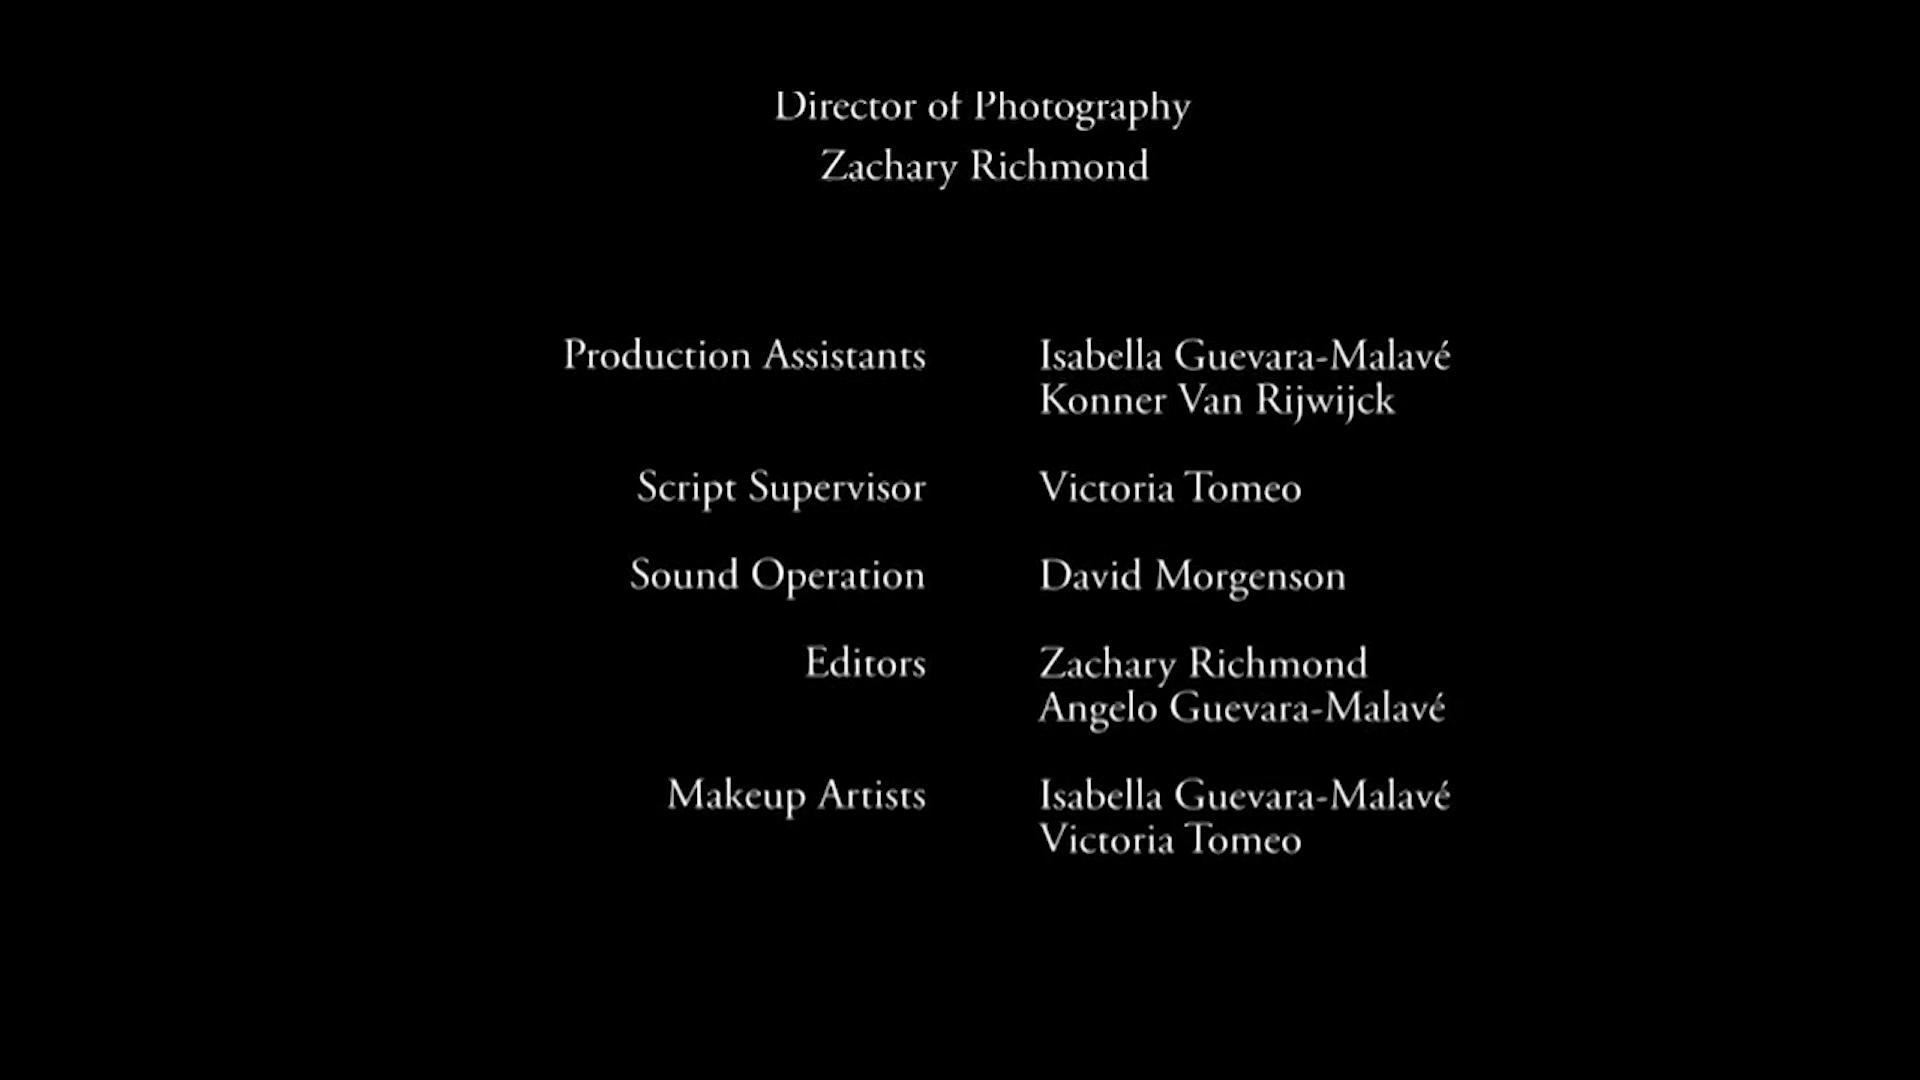 Director of Photography
Zachary Richmond
Production Assistants Isabella Guevara-Malavé
Konner Van Rijwijck
Script Supervisor Victoria Tomeo
Sound Operation David Morgenson
Editors Zachary Richmond
Angelo Guevara-Malavé
Makeup Artists Isabella Guevara-Malavé
Victoria Tomeo